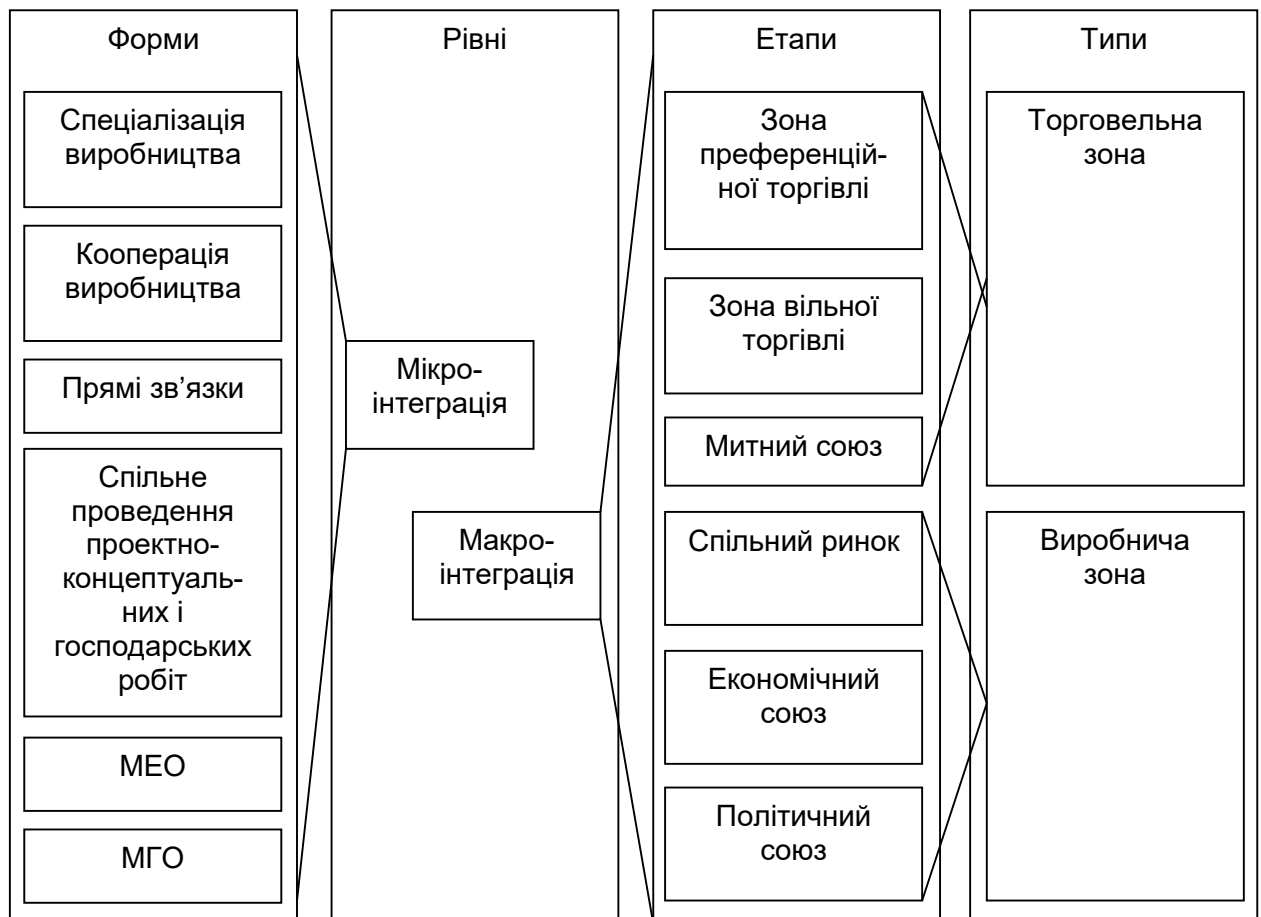 Форми
Спеціалізація
виробництва
Кооперація
виробництва
Прямі зв’язки
Спільне
проведення
проектно-
концептуаль-
них і
господарських
робіт
МЕО
МГО
Рівні
Мікро-
інтеграція
Макро-
інтеграція
Етапи
Зона
преференцій-
ної торгівлі
Зона вільної
торгівлі
Митний союз
Спільний ринок
Економічний
союз
Політичний
союз
Типи
Торговельна
зона
Виробнича
зона